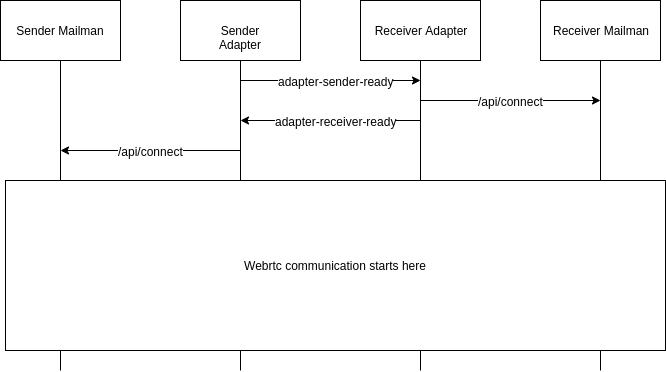 Sender Mailman
Sender
Adapter
Receiver Adapter
Receiver Mailman
adapter-sender-ready
/api/connect
adapter-receiver-ready
/api/connect
Webrtc communication starts here